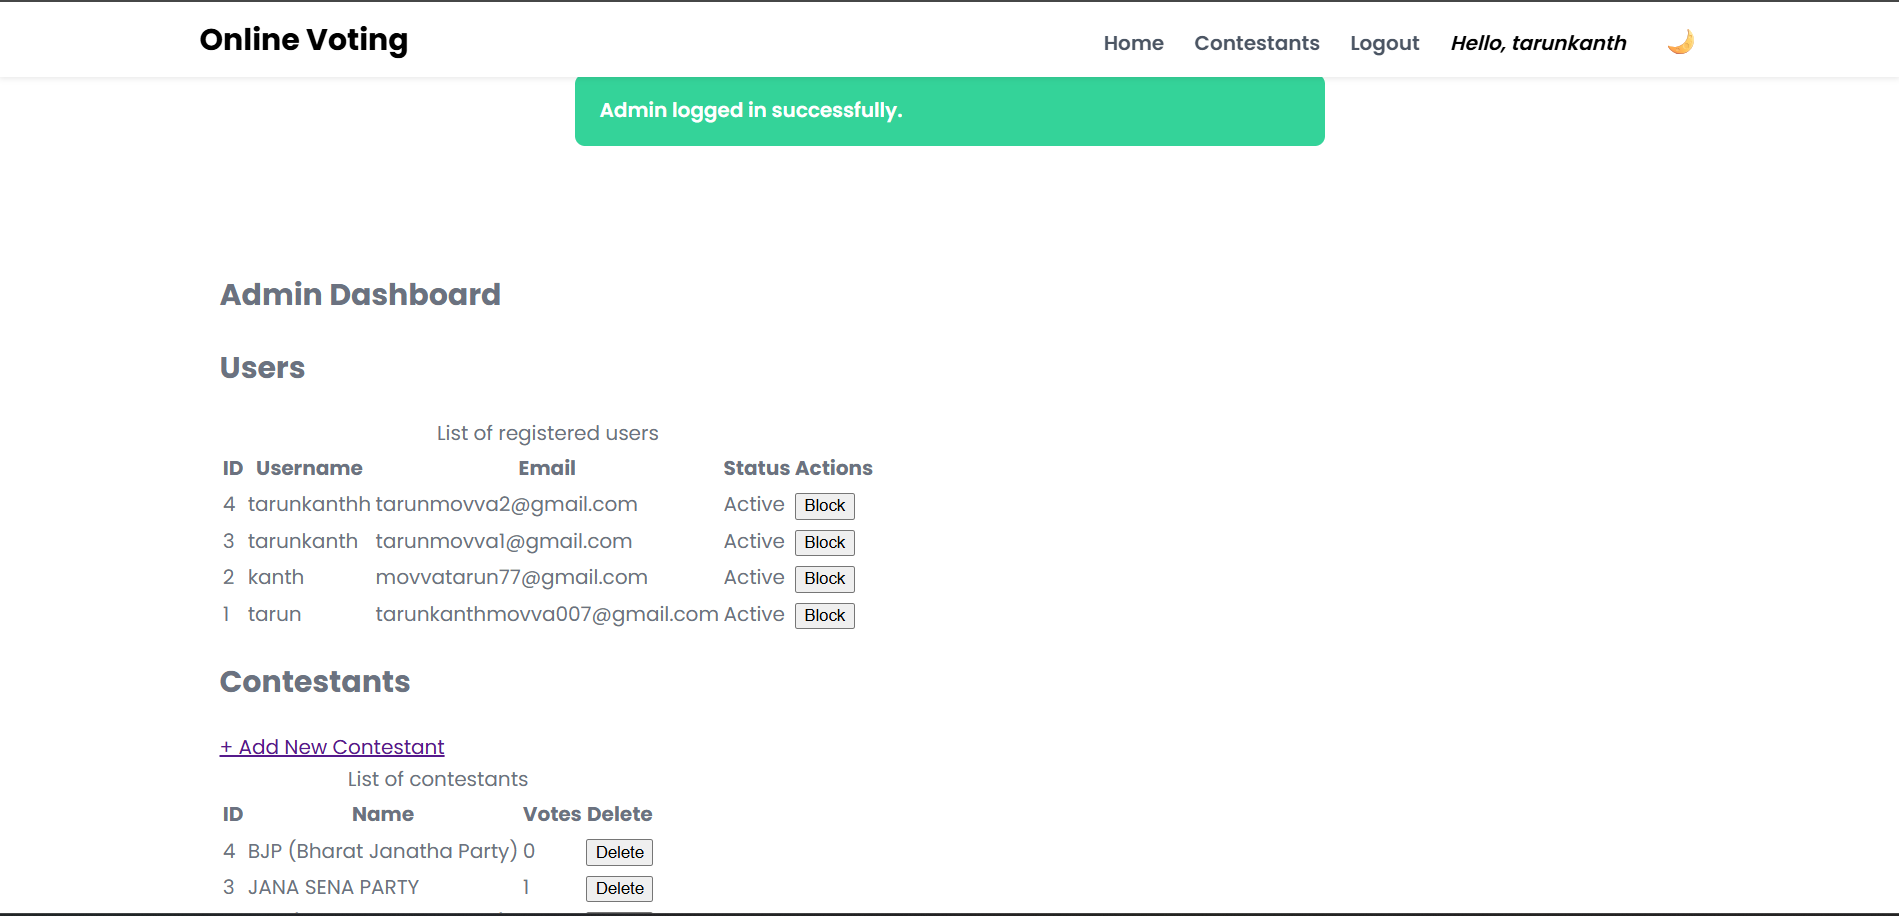 Online Voting
Home Contestants Logout Hello, tarunkanth
Admin logged in successfully.
Admin Dashboard
Users
List of registered users
ID Username Email Status Actions
4 tarunkanthh tarunmovva2@gmail.com Active Block
3 tarunkanth tarunmovva1@gmail.com Active Block
2 kanth movvatarun77@gmail.com Active Block
1 tarun tarunkanthmovva007@gmail.com Active Block
Contestants
+ Add New Contestant
List of contestants
ID Name Votes Delete
4 BJP (Bharat Janatha Party) 0 Delete
3 JANA SENA PARTY 1 Delete